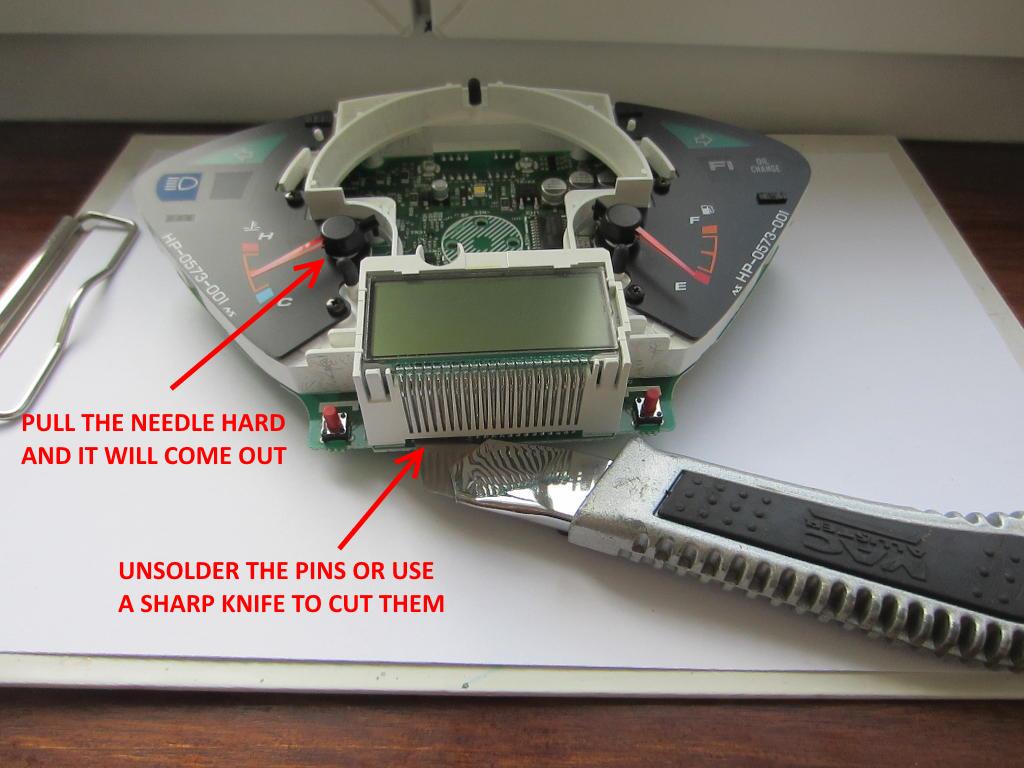 FI
OIL
CHANGE
H
F
HP-0573-001
C
E
HP-0573-001
PULL THE NEEDLE HARD
AND IT WILL COME OUT
UNSOLDER THE PINS OR USE
A SHARP KNIFE TO CUT THEM